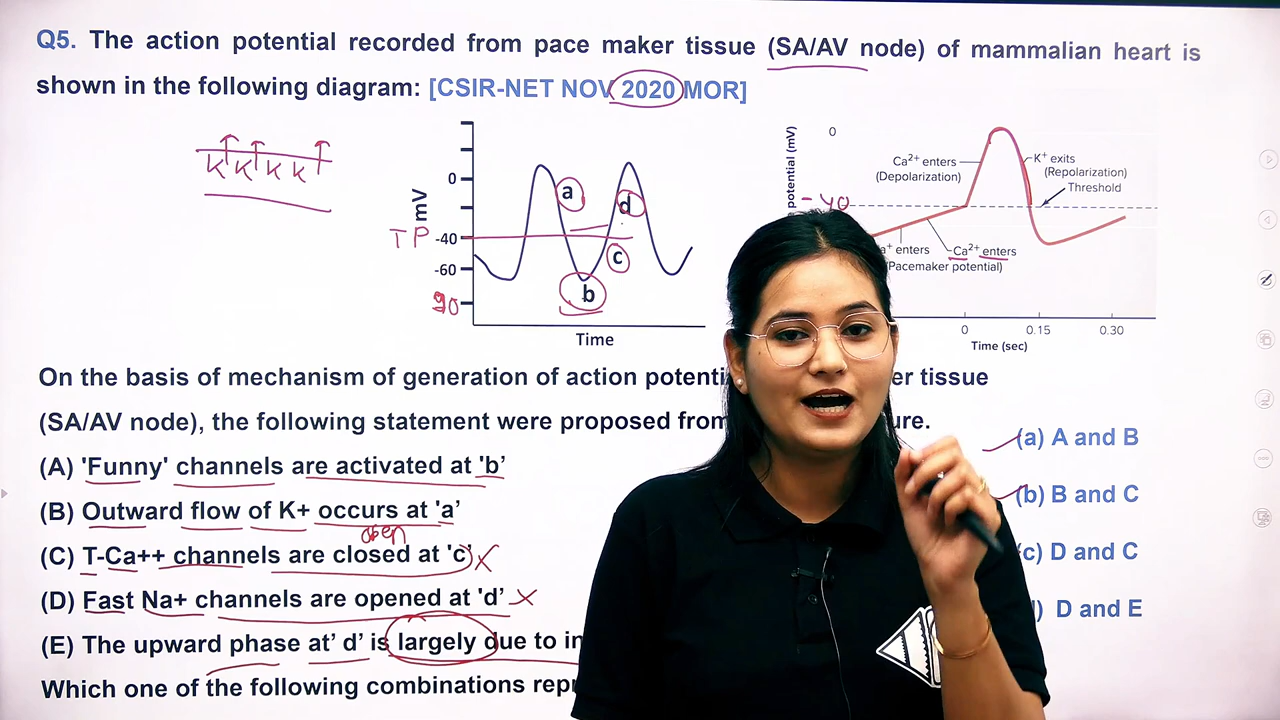 Q5. The action potential recorded from pace maker tissue (SA/AV node) of mammalian heart is
shown in the following diagram: [CSIR-NET NOV 2020 MOR]
K K K K
mV
0
-40
-60
90
TP
a
d
c
b
Time
potential (mV)
0
-40
Ca²⁺ enters
(Depolarization)
K⁺ exits
(Repolarization)
Threshold
enters
Ca²⁺ enters
(Pacemaker potential)
0 0.15 0.30
Time (sec)
On the basis of mechanism of generation of action tissue
(SA/AV node), the following statement were proposed from
(A) 'Funny' channels are activated at 'b'
(B) Outward flow of K+ occurs at 'a'
open
(C) T-Ca++ channels are closed at 'c'
(D) Fast Na+ channels are opened at 'd'
(E) The upward phase at' d' is largely due to
Which one of the following combinations
(a) A and B
(b) B and C
c) D and C
) D and E